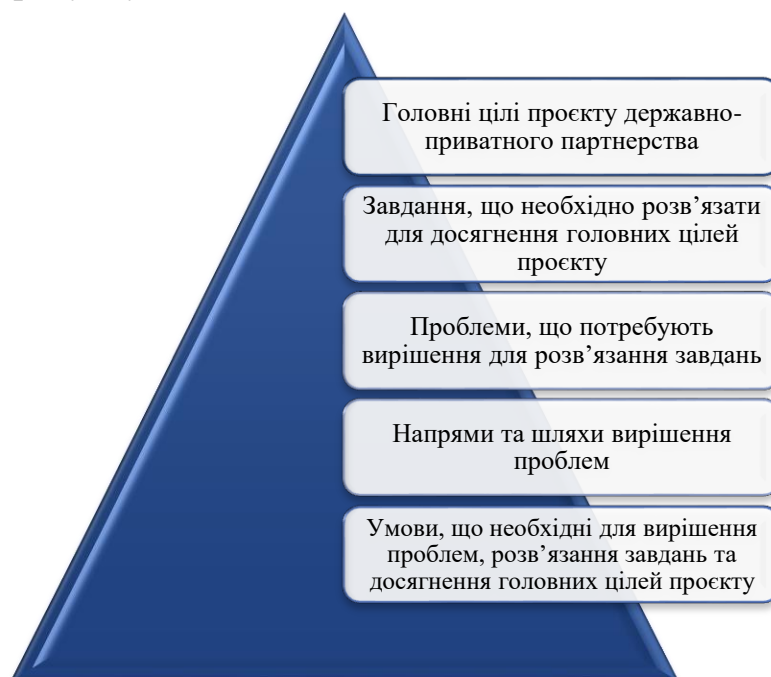 Головні цілі проєкту державно-
приватного партнерства
Завдання, що необхідно розв’язати
для досягнення головних цілей
проєкту
Проблеми, що потребують
вирішення для розв’язання завдань
Напрями та шляхи вирішення
проблем
Умови, що необхідні для вирішення
проблем, розв’язання завдань та
досягнення головних цілей проєкту